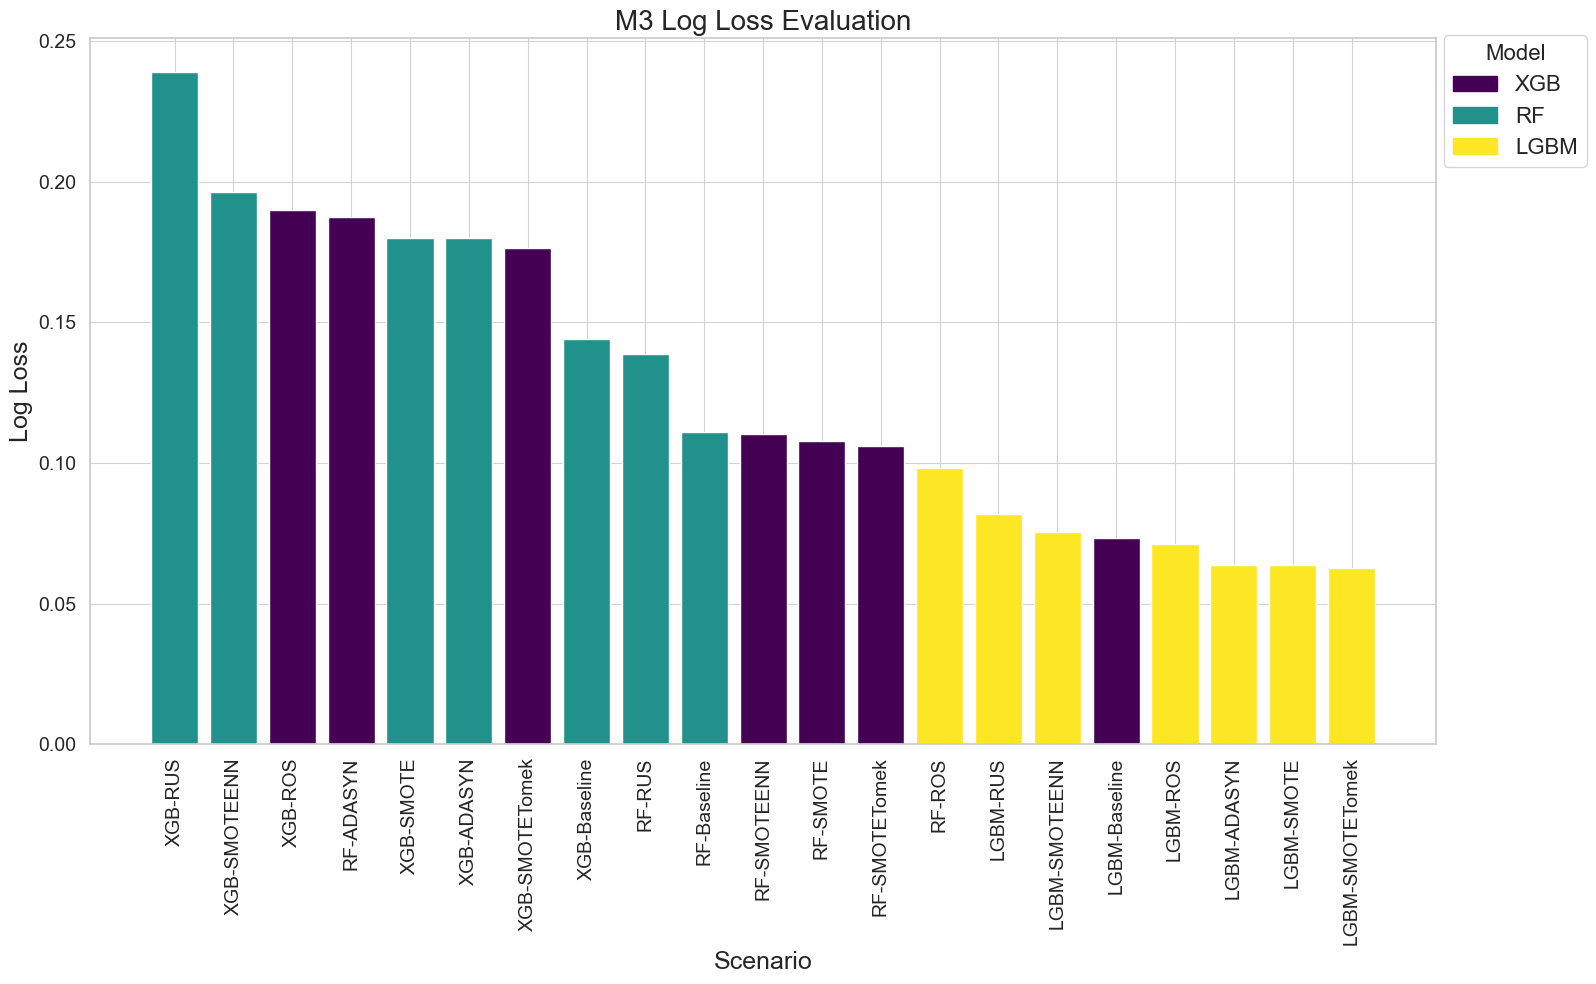 M3 Log Loss Evaluation
Model
XGB
RF
LGBM
Log Loss
0.25
0.20
0.15
0.10
0.05
0.00
XGB-RUS
XGB-SMOTEENN
XGB-ROS
RF-ADASYN
XGB-SMOTE
XGB-ADASYN
XGB-SMOTETomek
XGB-Baseline
RF-RUS
RF-Baseline
RF-SMOTEENN
RF-SMOTE
RF-SMOTETomek
RF-ROS
LGBM-RUS
LGBM-SMOTEENN
LGBM-Baseline
LGBM-ROS
LGBM-ADASYN
LGBM-SMOTE
LGBM-SMOTETomek
Scenario